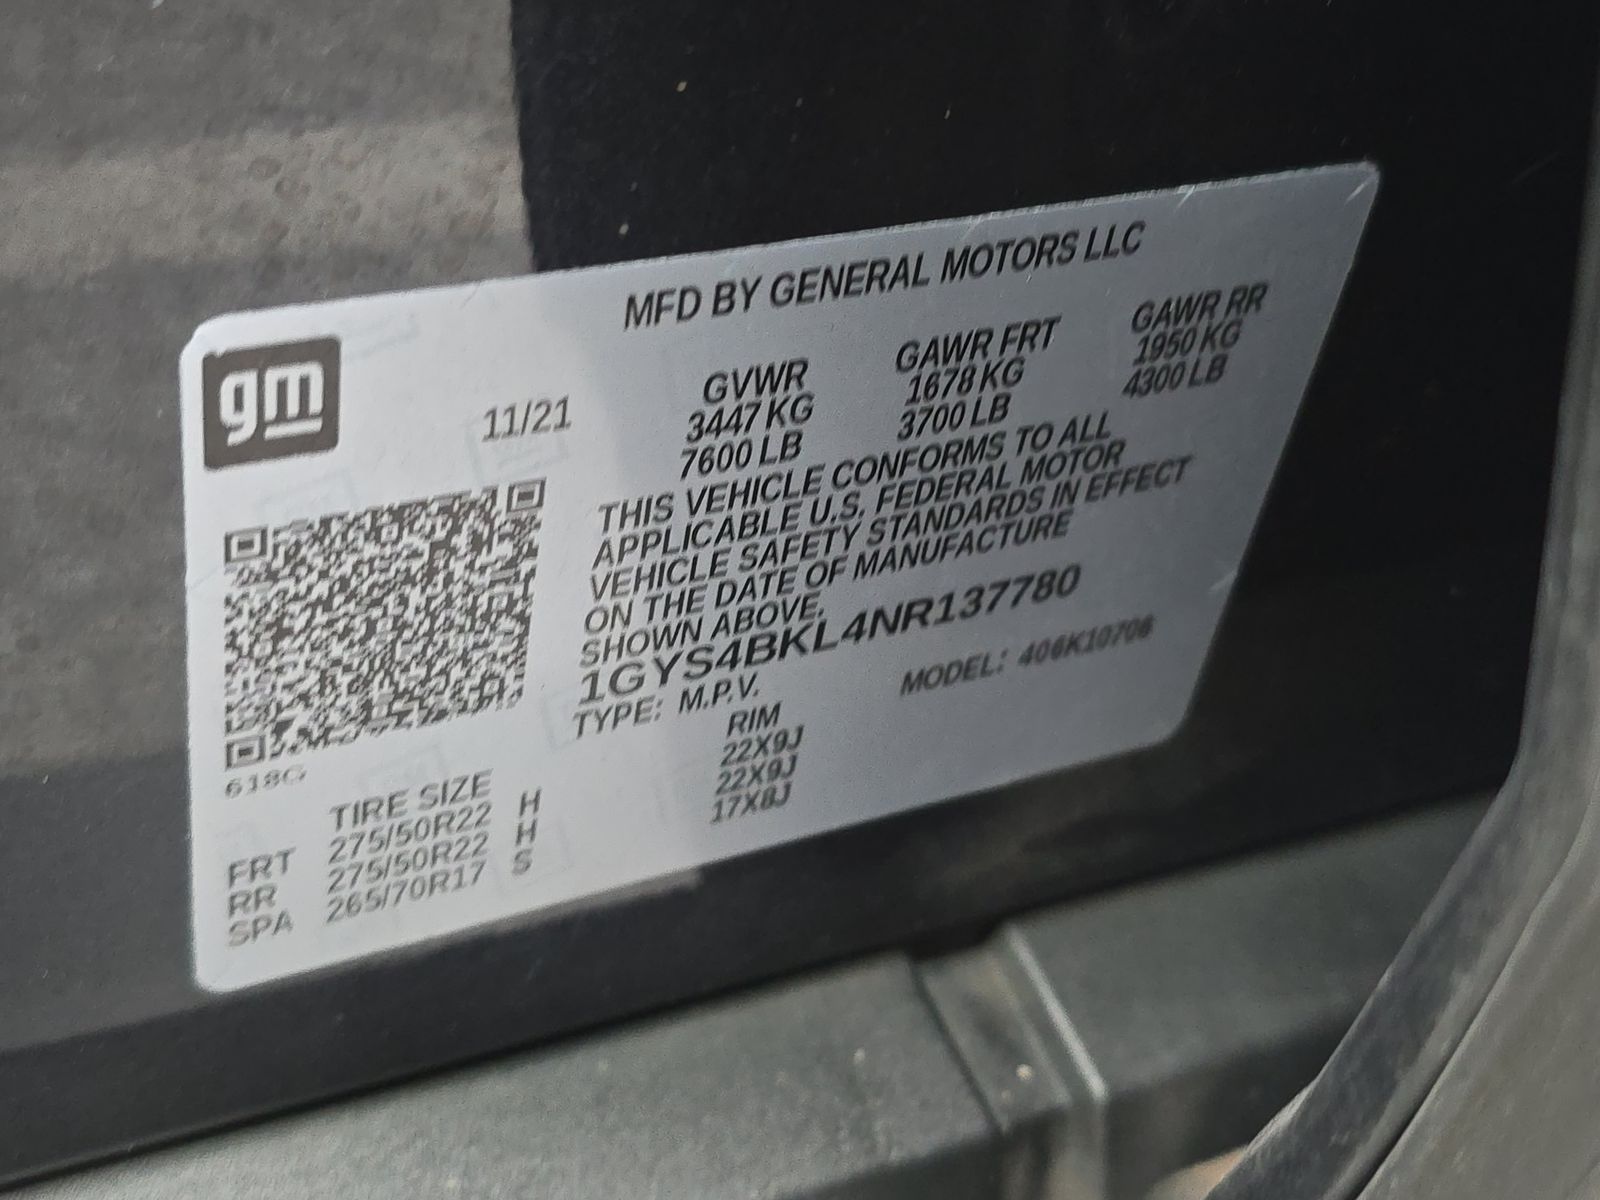 MFD BY GENERAL MOTORS LLC
gm
11/21
GVWR GAWR FRT GAWR RR
3447 KG 1678 KG 1950 KG
7600 LB 3700 LB 4300 LB
THIS VEHICLE CONFORMS TO ALL
APPLICABLE U.S. FEDERAL MOTOR
VEHICLE SAFETY STANDARDS IN EFFECT
ON THE DATE OF MANUFACTURE
SHOWN ABOVE.
1GYS4BKL4NR137780
TYPE: M.P.V. MODEL: 406K10706
618G
TIRE SIZE RIM
FRT 275/50R22 H 22X9J
RR 275/50R22 H 22X9J
SPA 265/70R17 S 17X8J